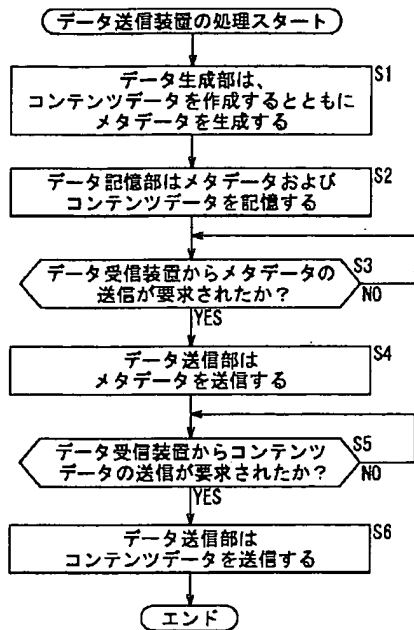 データ送信装置の処理スタート
S1
データ生成部は、
コンテンツデータを作成するとともに
メタデータを生成する
S2
データ記憶部はメタデータおよび
コンテンツデータを記憶する
S3
データ受信装置からメタデータの
送信が要求されたか?
NO
YES
S4
データ送信部は
メタデータを送信する
S5
データ受信装置からコンテンツ
データの送信が要求されたか?
NO
YES
S6
データ送信部は
コンテンツデータを送信する
エンド